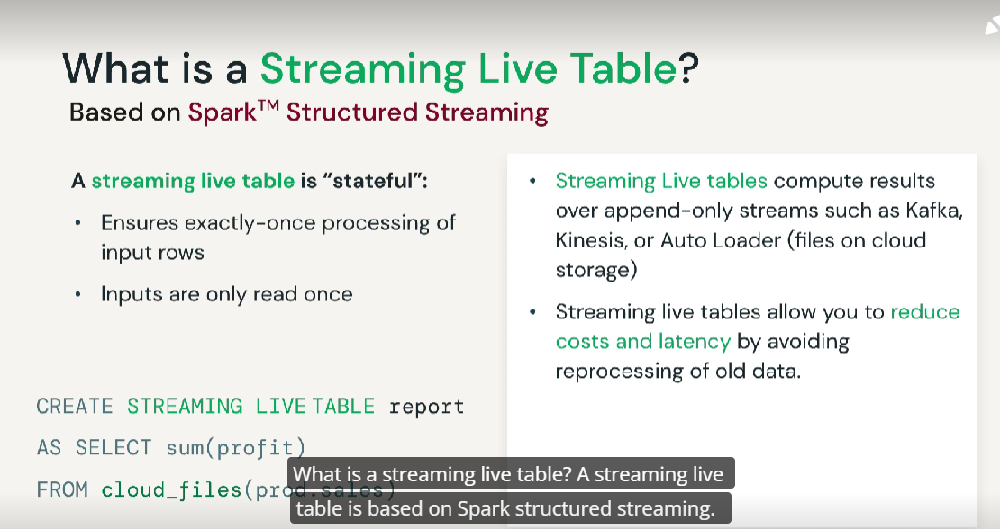 What is a Streaming Live Table?
Based on Spark™ Structured Streaming
A streaming live table is “stateful”:
• Ensures exactly-once processing of
input rows
• Inputs are only read once
CREATE STREAMING LIVE TABLE report
AS SELECT sum(profit)
FROM cloud_files(prod.sales)
• Streaming Live tables compute results
over append-only streams such as Kafka,
Kinesis, or Auto Loader (files on cloud
storage)
• Streaming live tables allow you to reduce
costs and latency by avoiding
reprocessing of old data.
What is a streaming live table? A streaming live
table is based on Spark structured streaming.